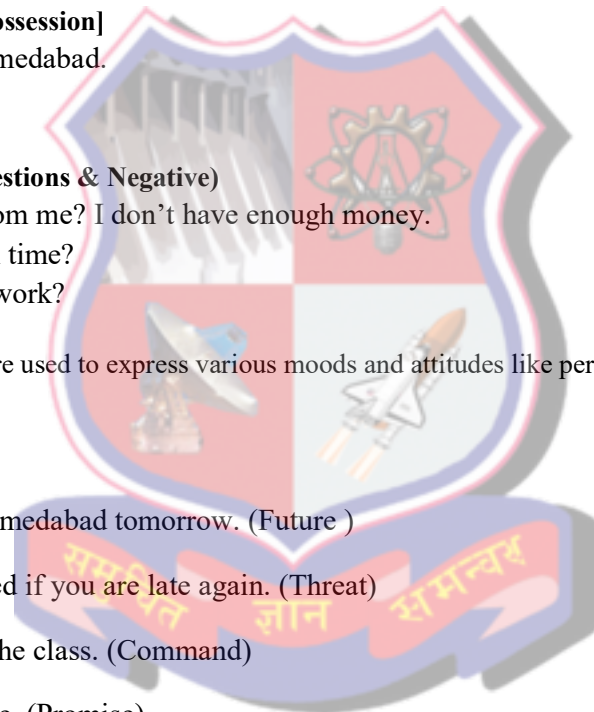 ossession]
medabad.
estions & Negative)
om me? I don’t have enough money.
time?
work?
re used to express various moods and attitudes like per
medabad tomorrow. (Future )
ed if you are late again. (Threat)
he class. (Command)
(Promise)
समुचित ज्ञान समन्वय